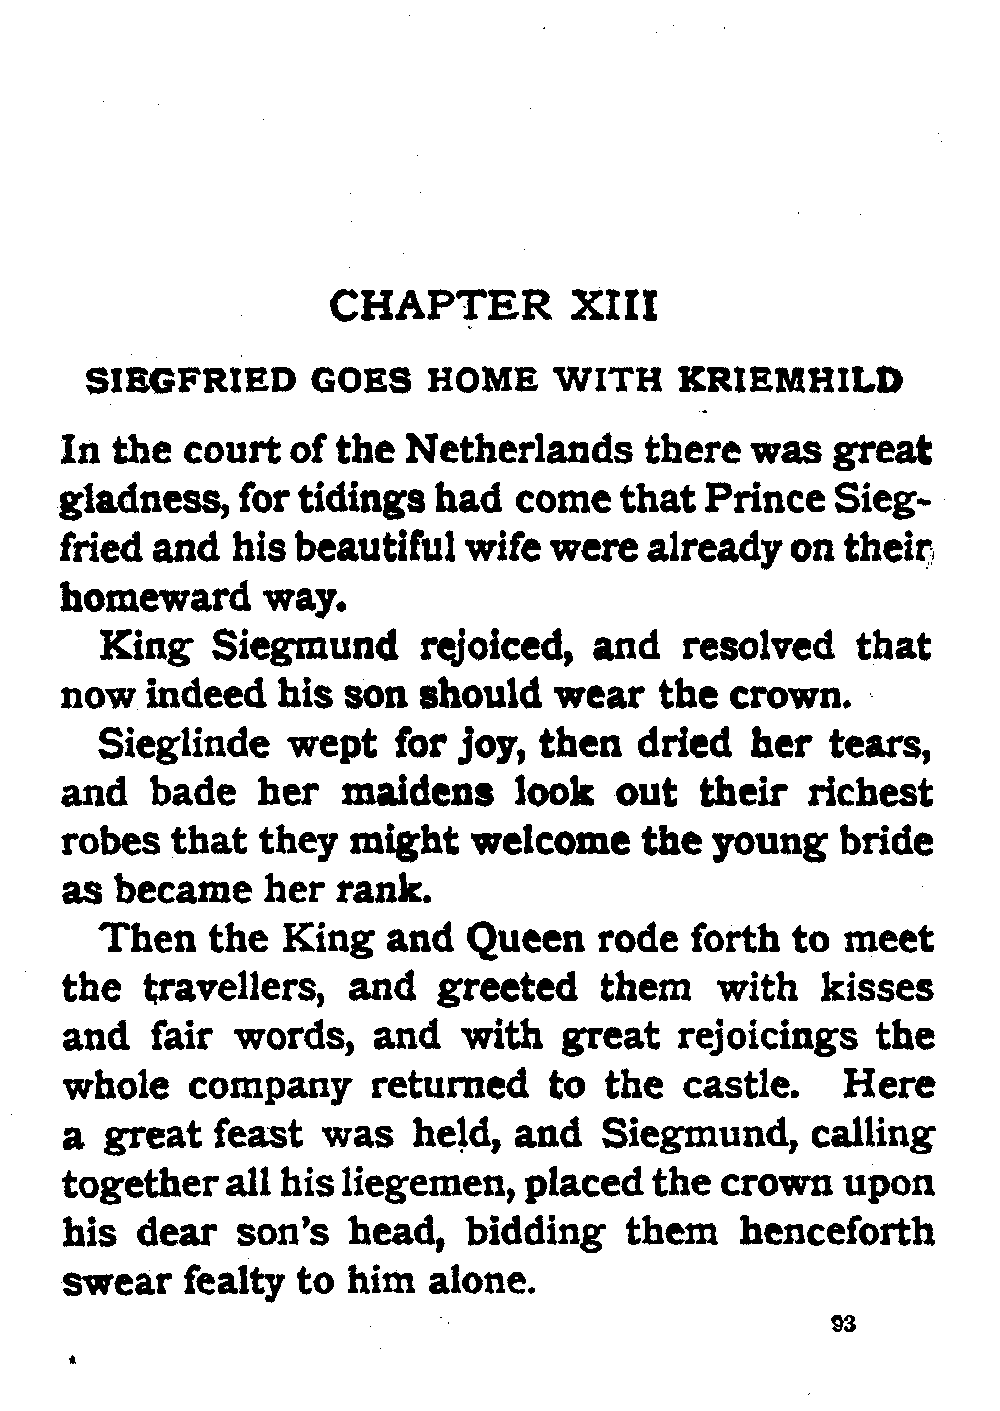 CHAPTER XIII
SIEGFRIED GOES HOME WITH KRIEMHILD
In the court of the Netherlands there was great
gladness, for tidings had come that Prince Sieg-
fried and his beautiful wife were already on their
homeward way.
King Siegmund rejoiced, and resolved that
now indeed his son should wear the crown.
Sieglinde wept for joy, then dried her tears,
and bade her maidens look out their richest
robes that they might welcome the young bride
as became her rank.
Then the King and Queen rode forth to meet
the travellers, and greeted them with kisses
and fair words, and with great rejoicings the
whole company returned to the castle. Here
a great feast was held, and Siegmund, calling
together all his liegemen, placed the crown upon
his dear son's head, bidding them henceforth
swear fealty to him alone.
93